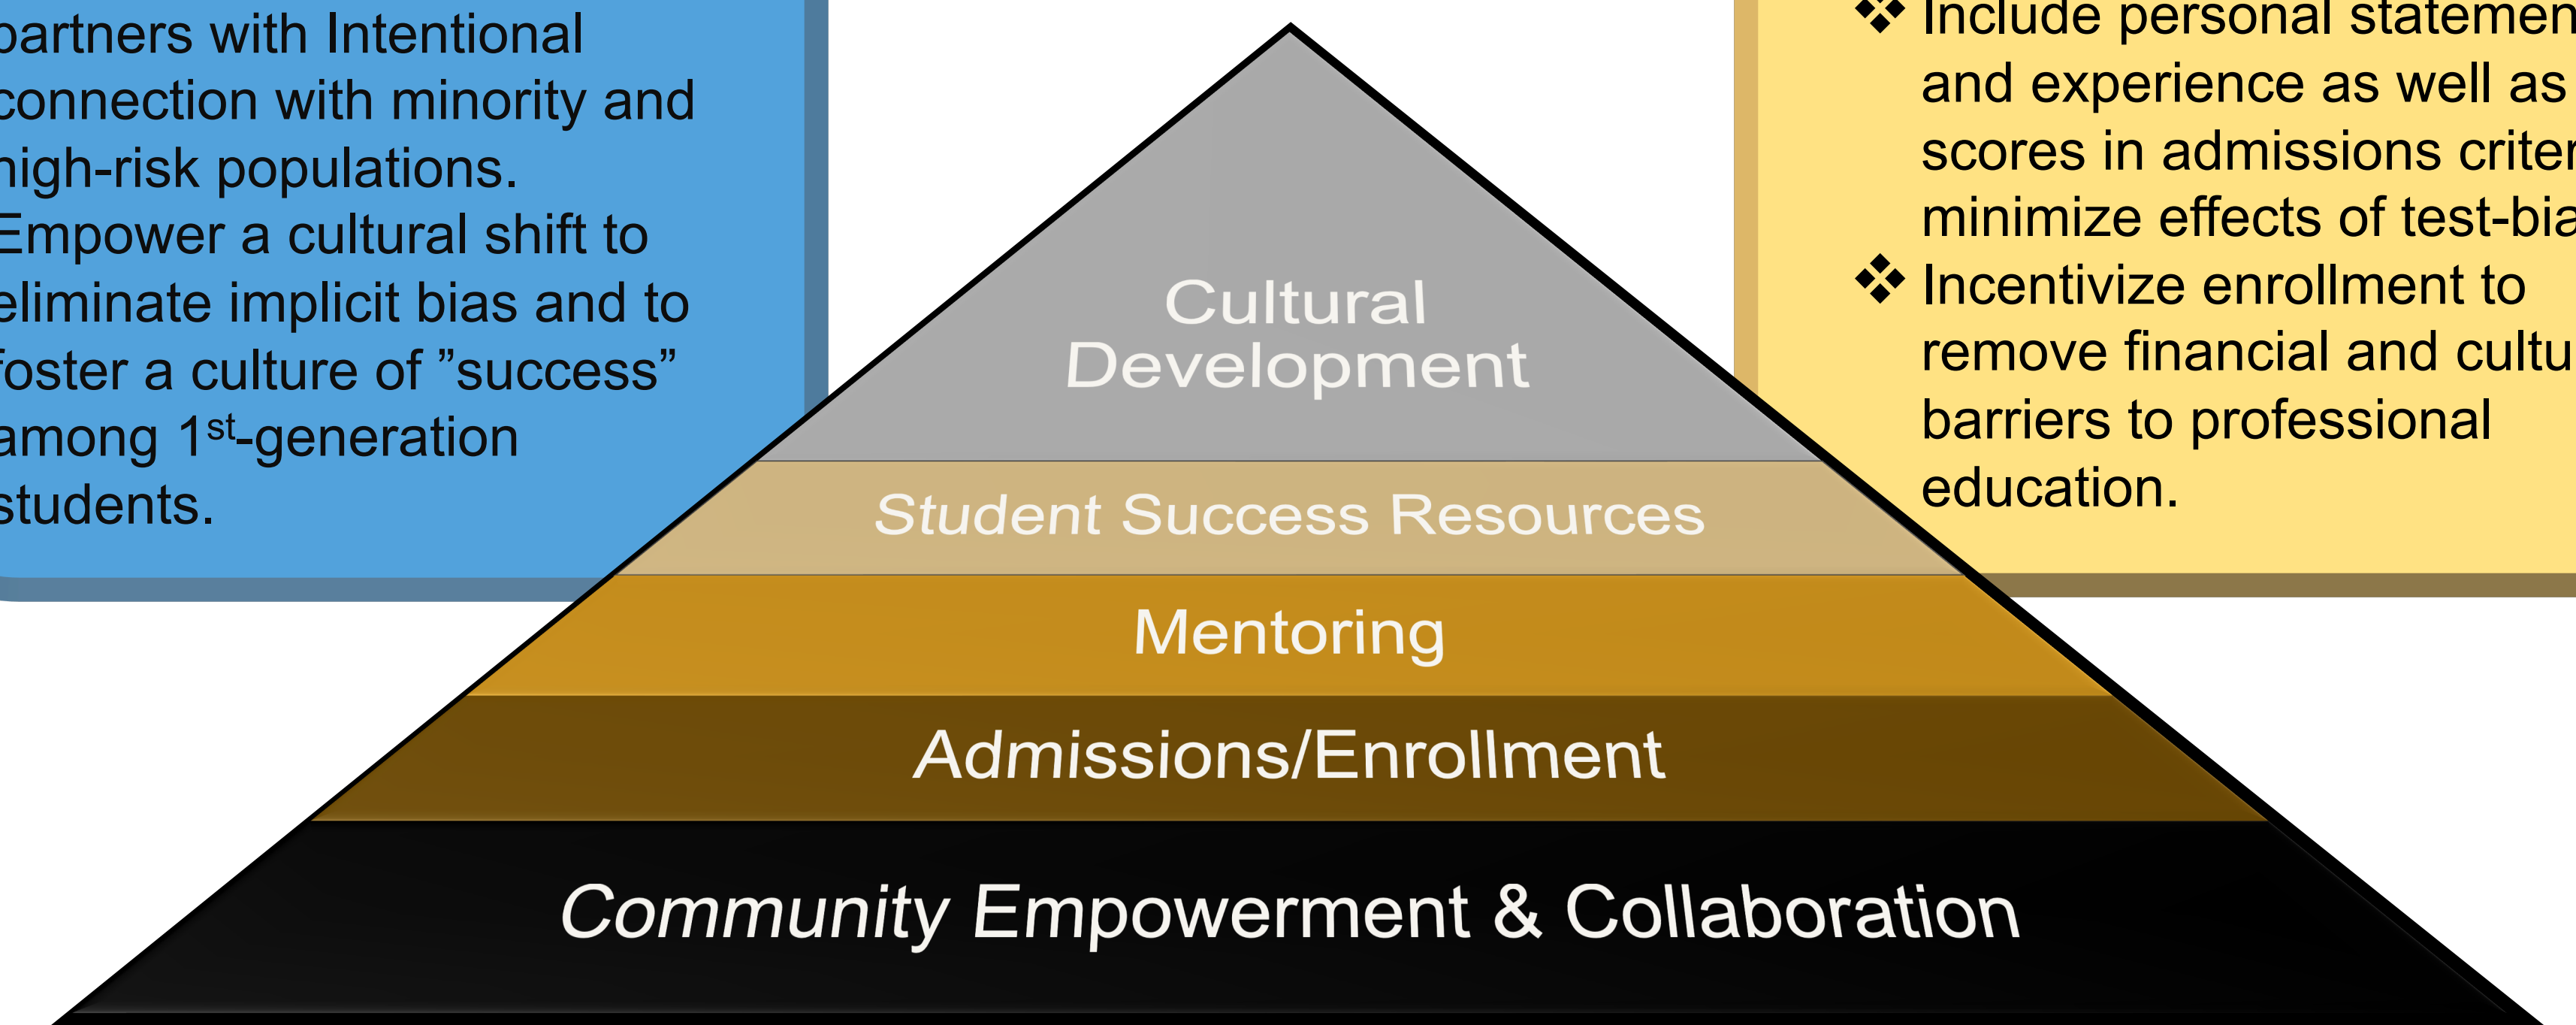 partners with Intentional
connection with minority and
high-risk populations.
Empower a cultural shift to
eliminate implicit bias and to
foster a culture of ”success”
among 1st-generation
students.
❖ Include personal statemen
and experience as well as
scores in admissions criter
minimize effects of test-bia
❖ Incentivize enrollment to
remove financial and cultu
barriers to professional
education.
Cultural
Development
Student Success Resources
Mentoring
Admissions/Enrollment
Community Empowerment & Collaboration